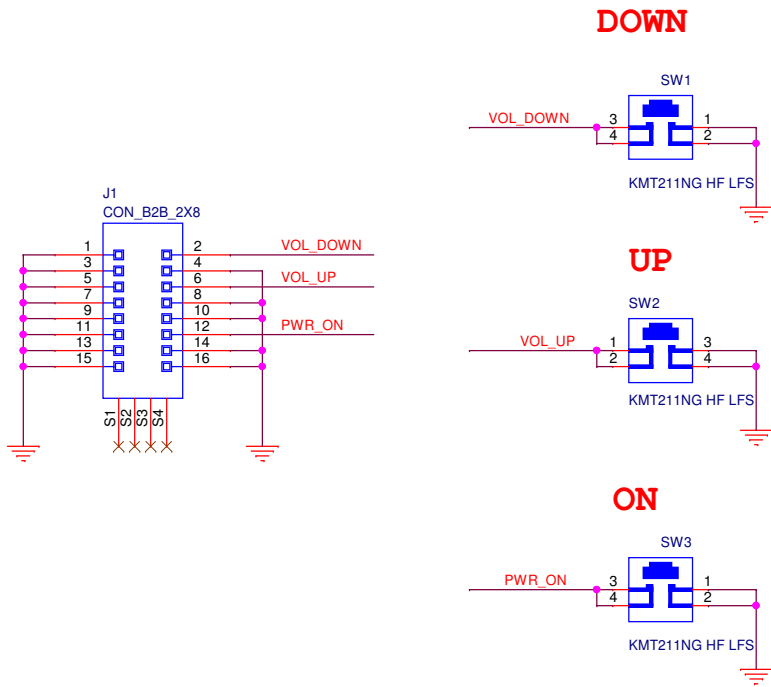 DOWN
SW1
VOL_DOWN 3 1
4 2
KMT211NG HF LFS
J1
CON_B2B_2X8
1 2 VOL_DOWN
3 4
5 6 VOL_UP
7 8
9 10
11 12 PWR_ON
13 14
15 16
S1 S2 S3 S4
UP
SW2
VOL_UP 1 3
2 4
KMT211NG HF LFS
ON
SW3
PWR_ON 3 1
4 2
KMT211NG HF LFS